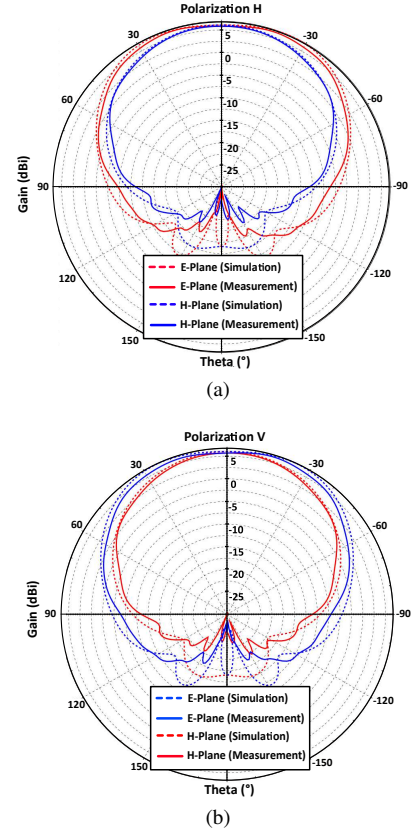 Polarization H
30
-30
5
0
60
-60
-5
-10
-15
-20
-25
90
-90
Gain (dBi)
E-Plane (Simulation)
E-Plane (Measurement)
H-Plane (Simulation)
H-Plane (Measurement)
120
-120
150
-150
Theta (°)
(a)
Polarization V
30
-30
5
0
60
-60
-5
-10
-15
-20
-25
90
-90
Gain (dBi)
E-Plane (Simulation)
E-Plane (Measurement)
H-Plane (Simulation)
H-Plane (Measurement)
120
-120
150
-150
Theta (°)
(b)